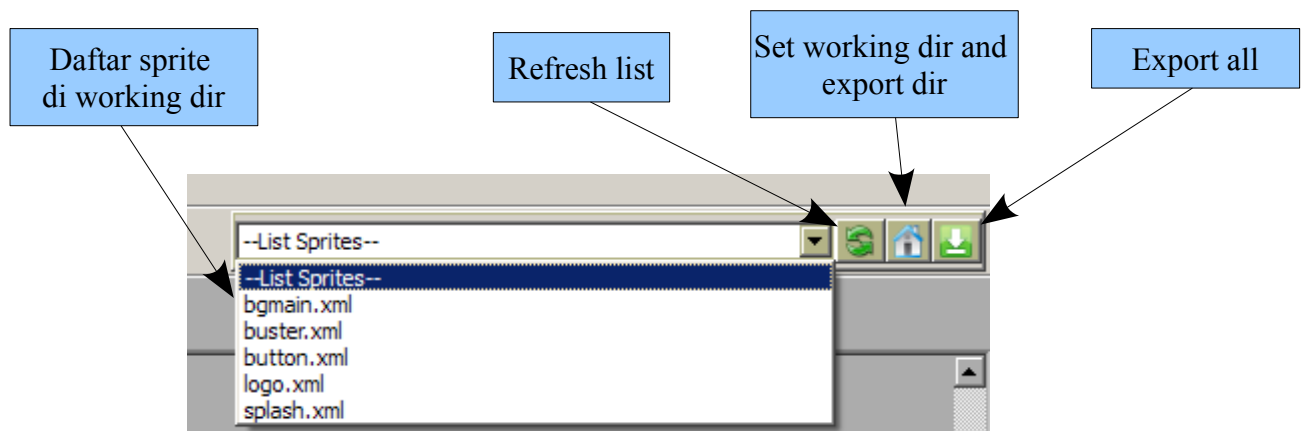 Daftar sprite
di working dir
Refresh list
Set working dir and
export dir
Export all
--List Sprites--
--List Sprites--
bgmain.xml
buster.xml
button.xml
logo.xml
splash.xml